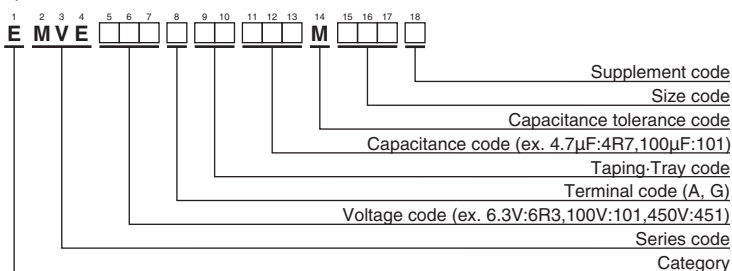 1 2 3 4 5 6 7 8 9 10 11 12 13 14 15 16 17 18
E M V E □□□ □ □□ □□□ M □□□ □
Supplement code
Size code
Capacitance tolerance code
Capacitance code (ex. 4.7μF:4R7,100μF:101)
Taping·Tray code
Terminal code (A, G)
Voltage code (ex. 6.3V:6R3,100V:101,450V:451)
Series code
Category